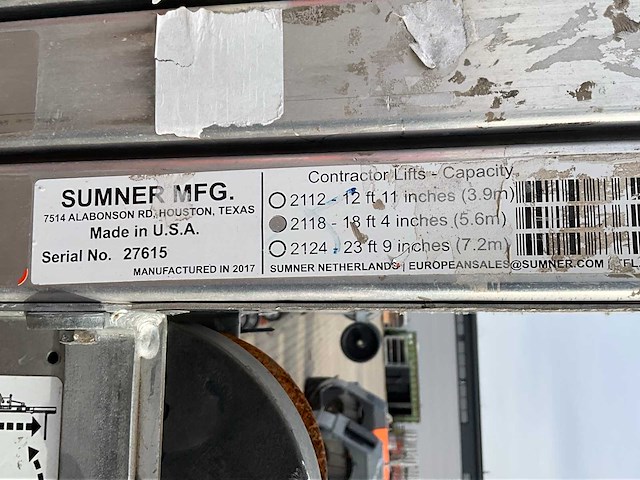 SUMNER MFG.
7514 ALABONSON RD, HOUSTON, TEXAS
Made in U.S.A.
Serial No. 27615
MANUFACTURED IN 2017
Contractor Lifts - Capacity
2112 - 12 ft 11 inches (3.9m)
2118 - 18 ft 4 inches (5.6m)
2124 - 23 ft 9 inches (7.2m)
SUMNER NETHERLANDS | EUROPEANSALES@SUMNER.COM